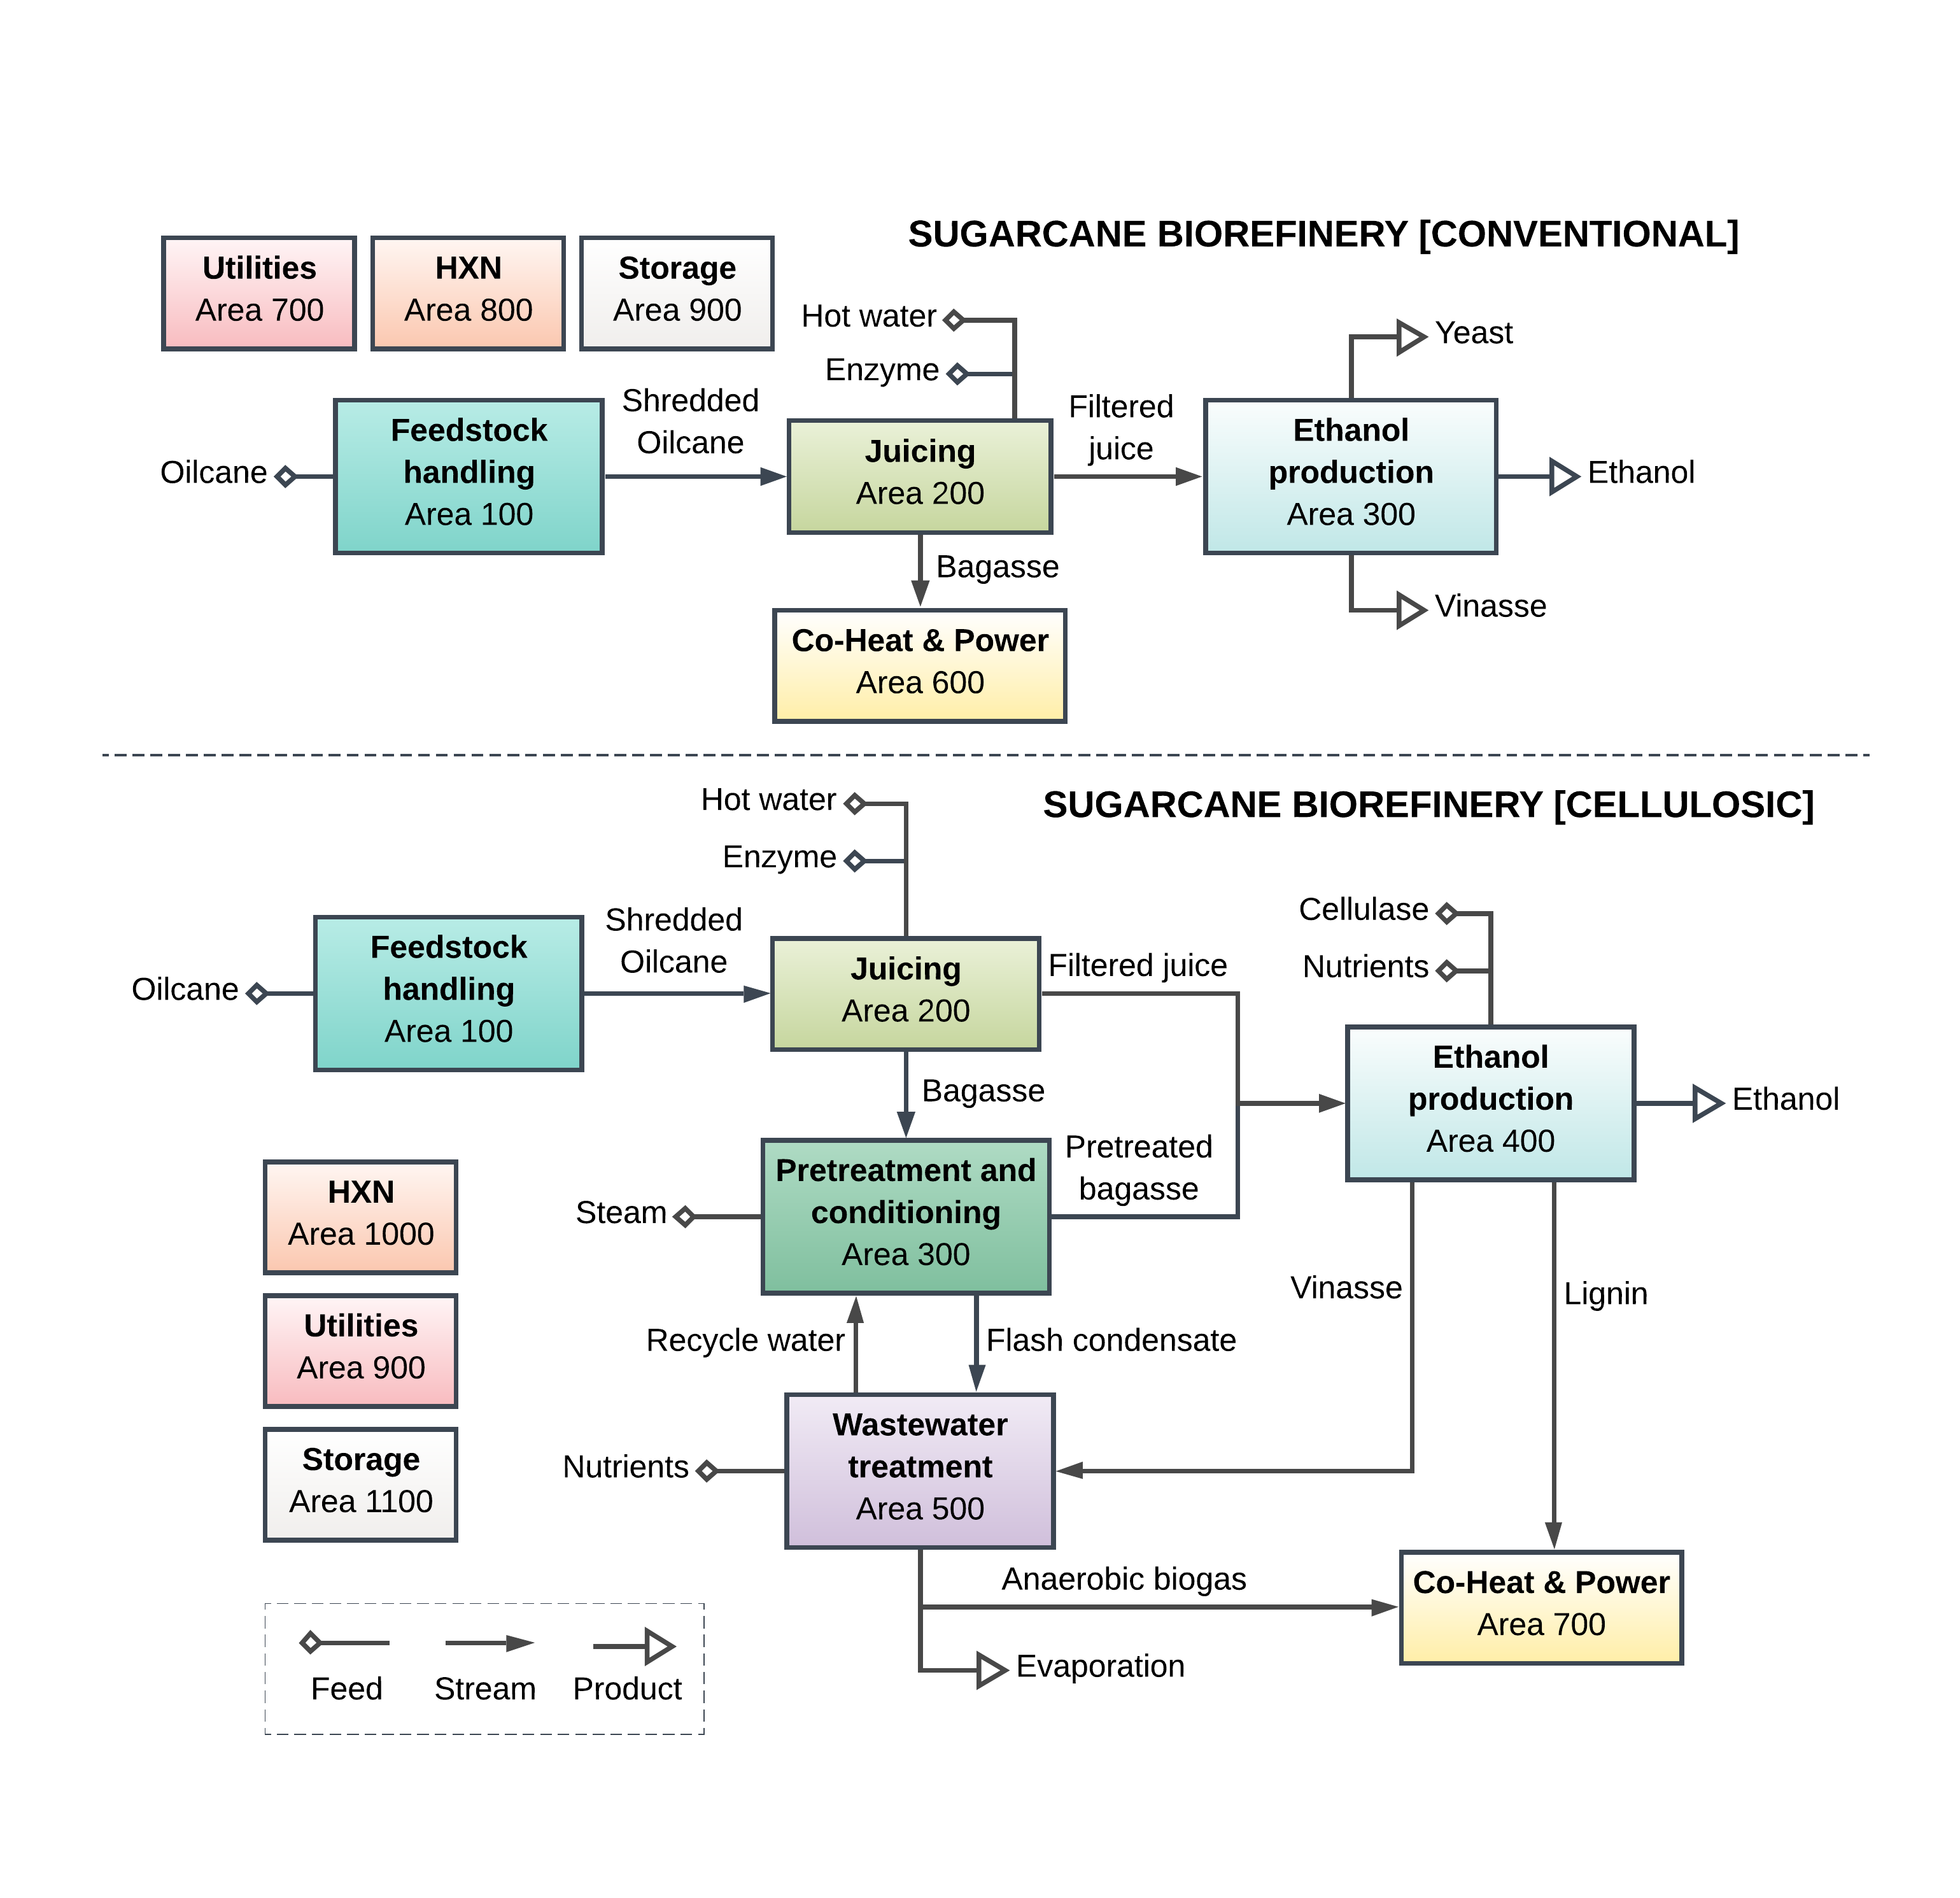 SUGARCANE BIOREFINERY [CONVENTIONAL]
Utilities
Area 700
HXN
Area 800
Storage
Area 900
Hot water
Enzyme
Yeast
Oilcane
Feedstock
handling
Area 100
Shredded
Oilcane
Juicing
Area 200
Filtered
juice
Ethanol
production
Area 300
Ethanol
Bagasse
Vinasse
Co-Heat & Power
Area 600
SUGARCANE BIOREFINERY [CELLULOSIC]
Hot water
Enzyme
Cellulase
Nutrients
Oilcane
Feedstock
handling
Area 100
Shredded
Oilcane
Juicing
Area 200
Filtered juice
Ethanol
production
Area 400
Ethanol
Bagasse
Pretreated
bagasse
Steam
Pretreatment and
conditioning
Area 300
HXN
Area 1000
Utilities
Area 900
Storage
Area 1100
Vinasse
Lignin
Recycle water
Flash condensate
Nutrients
Wastewater
treatment
Area 500
Anaerobic biogas
Co-Heat & Power
Area 700
Evaporation
Feed
Stream
Product